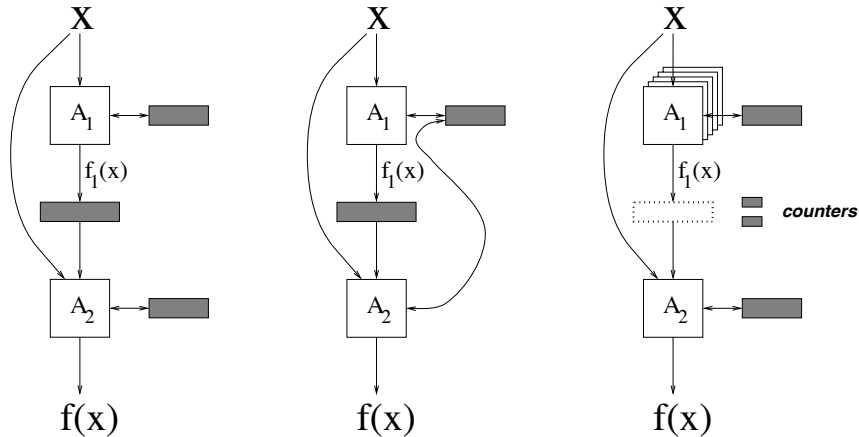 X X X
A₁ A₁ A₁
f₁(x) f₁(x) f₁(x)
counters
A₂ A₂ A₂
f(x) f(x) f(x)